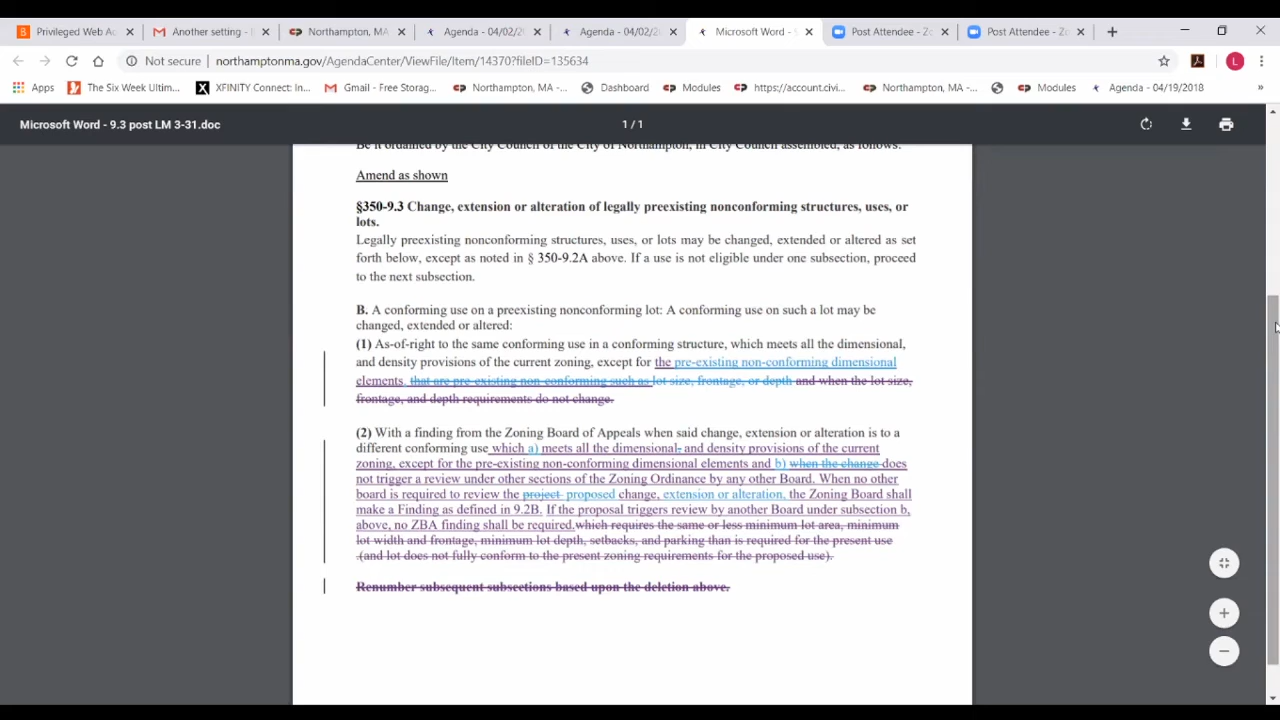 Privileged Web Ac
Another setting - l
Northampton, MA
Agenda - 04/02/2
Agenda - 04/02/2
Microsoft Word -
Post Attendee - Zo
Post Attendee - Zo
Not secure | northamptonma.gov/AgendaCenter/ViewFile/Item/14370?fileID=135634
L
Apps
The Six Week Ultim...
XFINITY Connect: In...
Gmail - Free Storag...
Northampton, MA -...
Dashboard
Modules
https://account.civi...
Northampton, MA -...
Modules
Agenda - 04/19/2018
»
Microsoft Word - 9.3 post LM 3-31.doc
1 / 1
Be it ordained by the City Council of the City of Northampton, in City Council assembled, as follows:
Amend as shown
§350-9.3 Change, extension or alteration of legally preexisting nonconforming structures, uses, or
lots.
Legally preexisting nonconforming structures, uses, or lots may be changed, extended or altered as set
forth below, except as noted in § 350-9.2A above. If a use is not eligible under one subsection, proceed
to the next subsection.
B. A conforming use on a preexisting nonconforming lot: A conforming use on such a lot may be
changed, extended or altered:
(1) As-of-right to the same conforming use in a conforming structure, which meets all the dimensional,
and density provisions of the current zoning, except for the pre-existing non-conforming dimensional
elements. that are pre-existing non-conforming such as lot size, frontage, or depth and when the lot size,
frontage, and depth requirements do not change.
(2) With a finding from the Zoning Board of Appeals when said change, extension or alteration is to a
different conforming use which a) meets all the dimensional, and density provisions of the current
zoning, except for the pre-existing non-conforming dimensional elements and b) when the change does
not trigger a review under other sections of the Zoning Ordinance by any other Board. When no other
board is required to review the project proposed change, extension or alteration, the Zoning Board shall
make a Finding as defined in 9.2B. If the proposal triggers review by another Board under subsection b,
above, no ZBA finding shall be required.which requires the same or less minimum lot area, minimum
lot width and frontage, minimum lot depth, setbacks, and parking than is required for the present use
.(and lot does not fully conform to the present zoning requirements for the proposed use).
Renumber subsequent subsections based upon the deletion above.